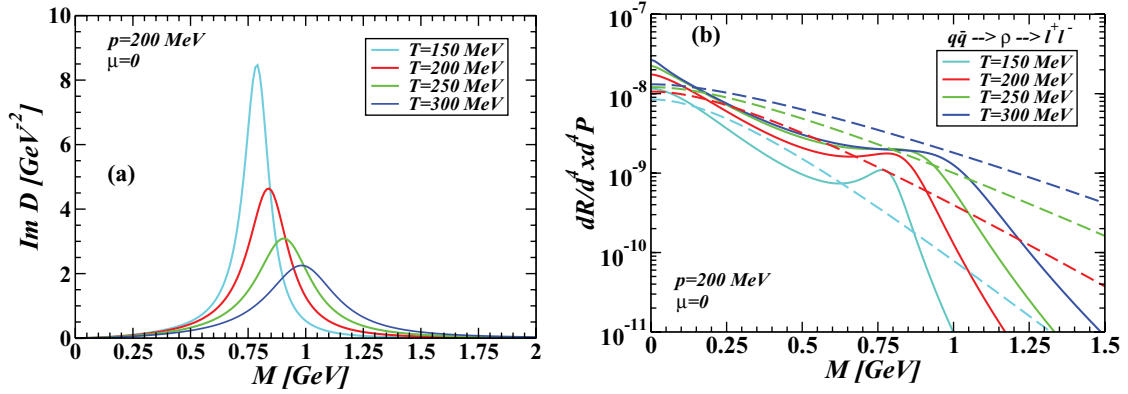 10
8
6
4
2
0
Im D [GeV⁻²]
p=200 MeV
μ=0
(a)
T=150 MeV
T=200 MeV
T=250 MeV
T=300 MeV
0 0.25 0.5 0.75 1 1.25 1.5 1.75 2
M [GeV]
10⁻⁷
10⁻⁸
10⁻⁹
10⁻¹⁰
10⁻¹¹
dR/d⁴xd⁴P
(b)
qq̄ --> ρ --> l⁺l⁻
T=150 MeV
T=200 MeV
T=250 MeV
T=300 MeV
p=200 MeV
μ=0
0 0.25 0.5 0.75 1 1.25 1.5
M [GeV]